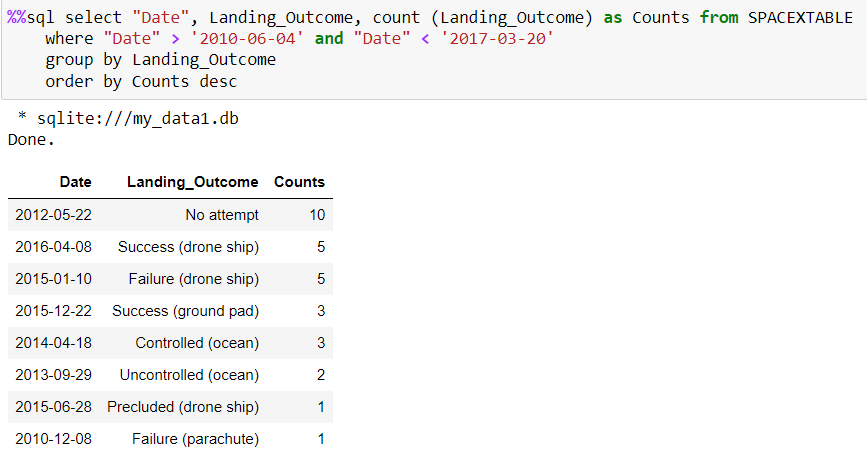 %%sql select "Date", Landing_Outcome, count (Landing_Outcome) as Counts from SPACEXTABLE
where "Date" > '2010-06-04' and "Date" < '2017-03-20'
group by Landing_Outcome
order by Counts desc
* sqlite:///my_data1.db
Done.
Date Landing_Outcome Counts
2012-05-22 No attempt 10
2016-04-08 Success (drone ship) 5
2015-01-10 Failure (drone ship) 5
2015-12-22 Success (ground pad) 3
2014-04-18 Controlled (ocean) 3
2013-09-29 Uncontrolled (ocean) 2
2015-06-28 Precluded (drone ship) 1
2010-12-08 Failure (parachute) 1